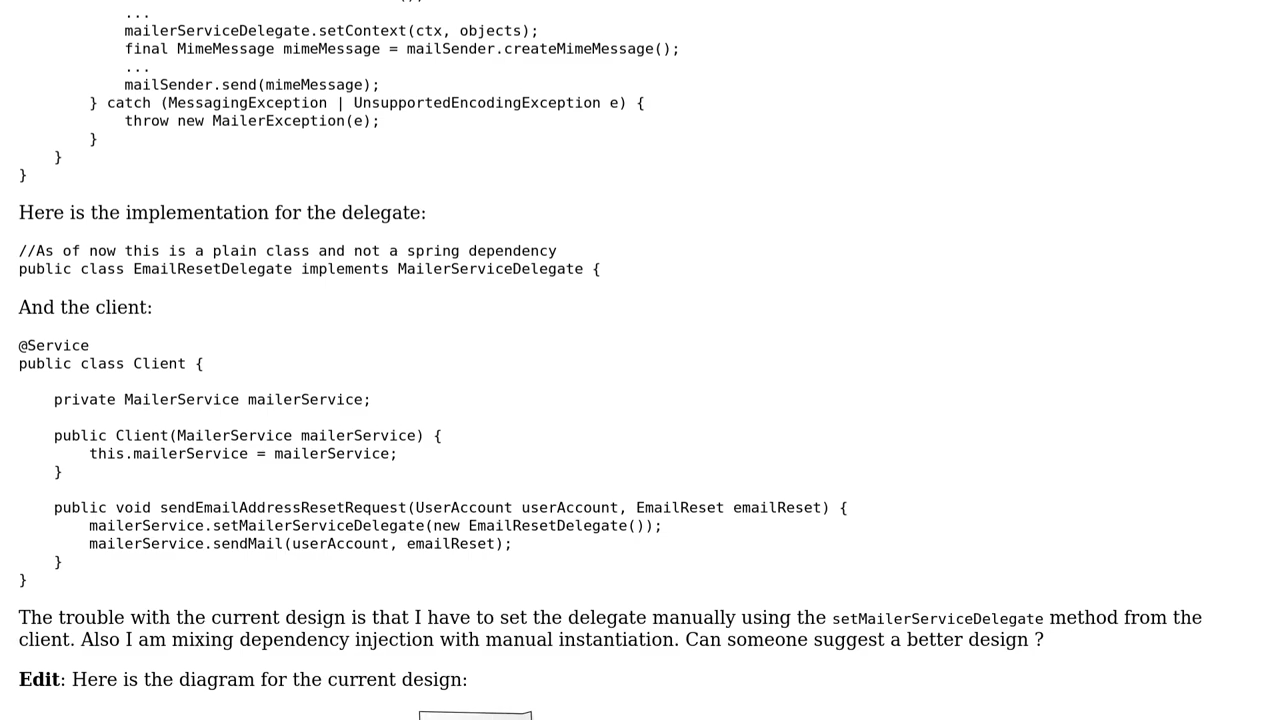 ...
mailerServiceDelegate.setContext(ctx, objects);
final MimeMessage mimeMessage = mailSender.createMimeMessage();
...
mailSender.send(mimeMessage);
} catch (MessagingException | UnsupportedEncodingException e) {
throw new MailerException(e);
}
}
}
Here is the implementation for the delegate:
//As of now this is a plain class and not a spring dependency
public class EmailResetDelegate implements MailerServiceDelegate {
And the client:
@Service
public class Client {
private MailerService mailerService;
public Client(MailerService mailerService) {
this.mailerService = mailerService;
}
public void sendEmailAddressResetRequest(UserAccount userAccount, EmailReset emailReset) {
mailerService.setMailerServiceDelegate(new EmailResetDelegate());
mailerService.sendMail(userAccount, emailReset);
}
}
The trouble with the current design is that I have to set the delegate manually using the setMailerServiceDelegate method from the
client. Also I am mixing dependency injection with manual instantiation. Can someone suggest a better design ?
Edit: Here is the diagram for the current design: